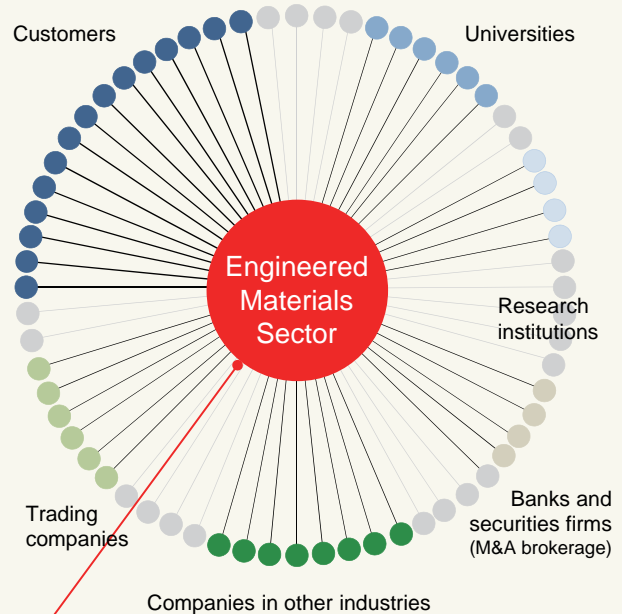 Customers
Universities
Engineered
Materials
Sector
Research
institutions
Trading
companies
Banks and
securities firms
(M&A brokerage)
Companies in other industries